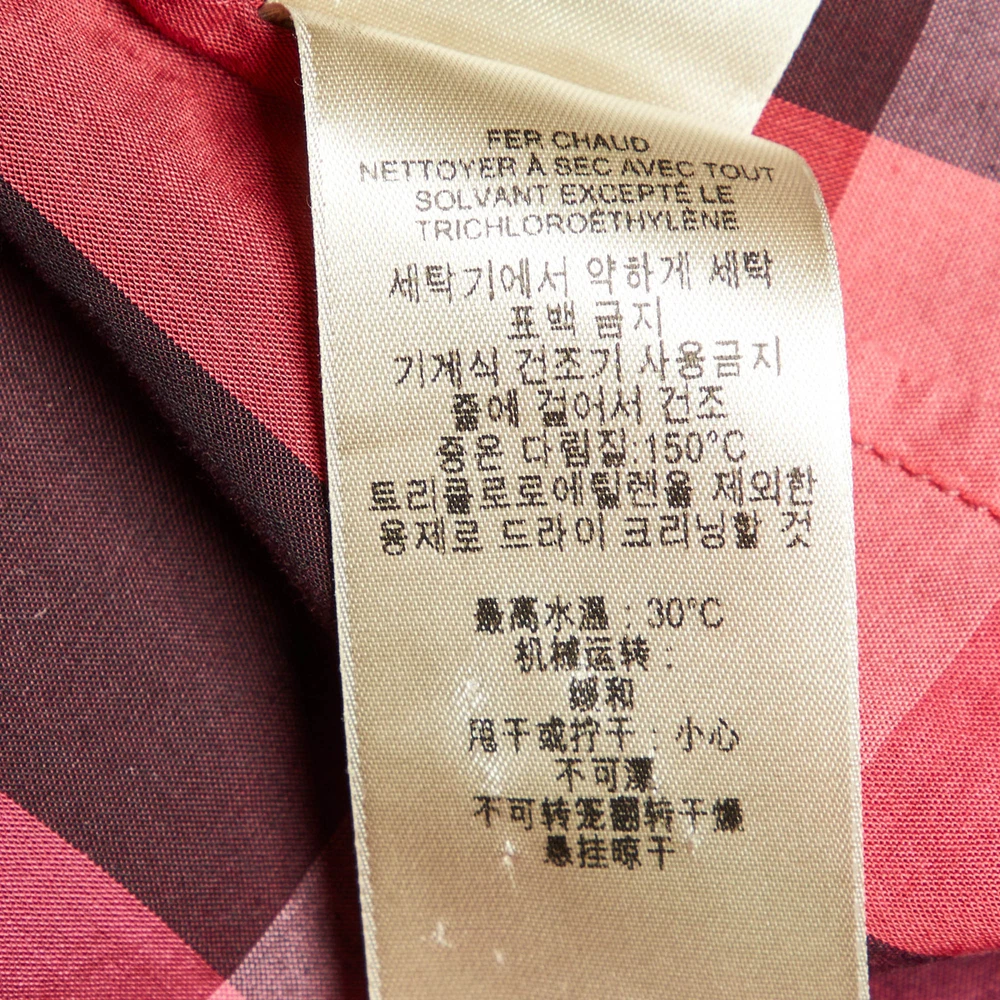 FER CHAUD
NETTOYER À SEC AVEC TOUT
SOLVANT EXCEPTÉ LE
TRICHLOROÉTHYLÈNE
세탁기에서 약하게 세탁
표백 금지
기계식 건조기 사용금지
줄에 걸어서 건조
중온 다림질:150°C
트리클로로에틸렌을 제외한
용제로 드라이 크리닝할 것
最高水温：30°C
机械运转：
缓和
甩干或拧干：小心
不可漂
不可转笼翻转干燥
悬挂晾干